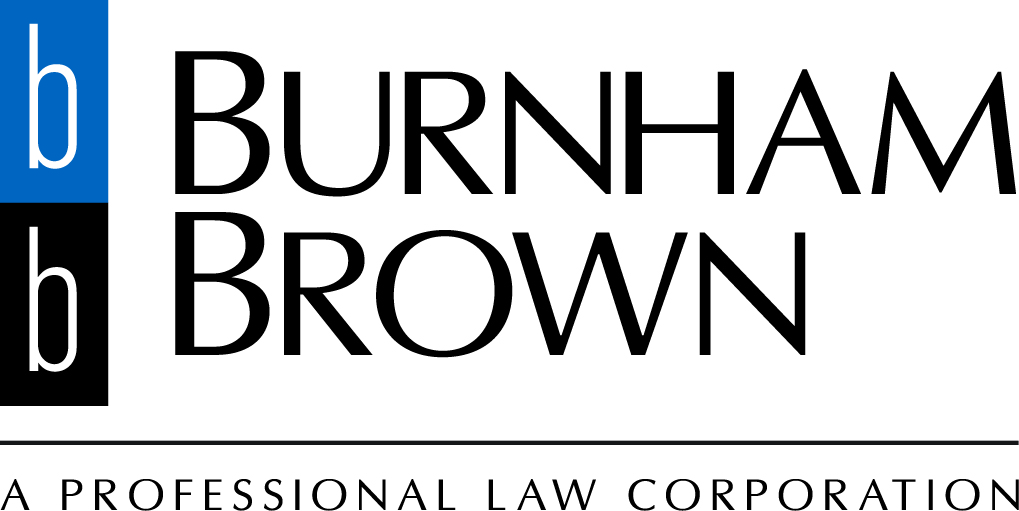 b
b
BURNHAM
BROWN
A PROFESSIONAL LAW CORPORATION